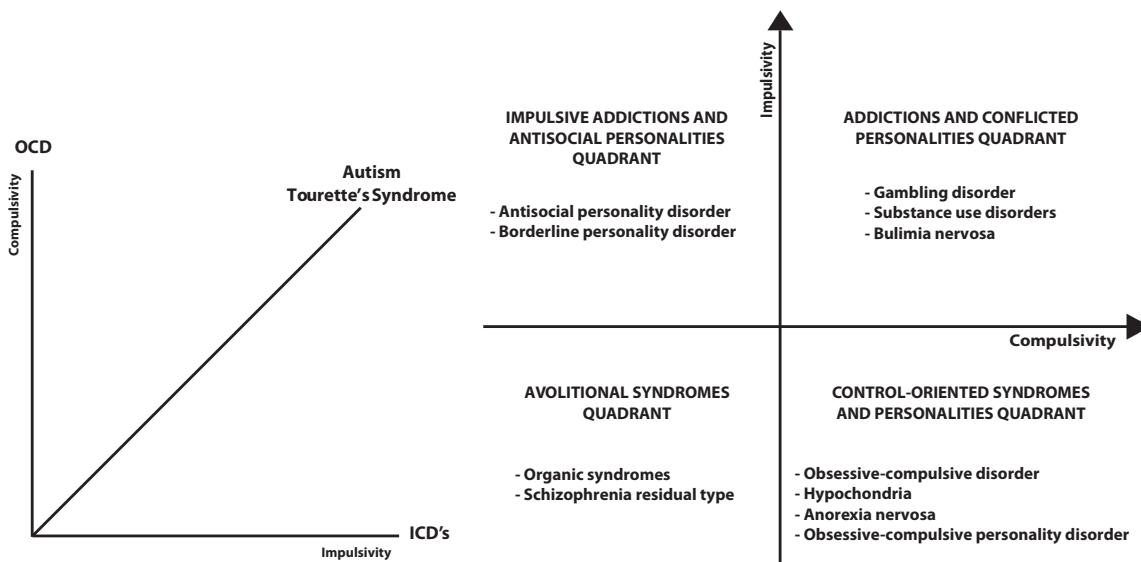 OCD
Compulsivity
Autism
Tourette's Syndrome
ICD's
Impulsivity
Impulsivity
IMPULSIVE ADDICTIONS AND
ANTISOCIAL PERSONALITIES
QUADRANT
- Antisocial personality disorder
- Borderline personality disorder
ADDICTIONS AND CONFLICTED
PERSONALITIES QUADRANT
- Gambling disorder
- Substance use disorders
- Bulimia nervosa
Compulsivity
AVOLITIONAL SYNDROMES
QUADRANT
- Organic syndromes
- Schizophrenia residual type
CONTROL-ORIENTED SYNDROMES
AND PERSONALITIES QUADRANT
- Obsessive-compulsive disorder
- Hypochondria
- Anorexia nervosa
- Obsessive-compulsive personality disorder